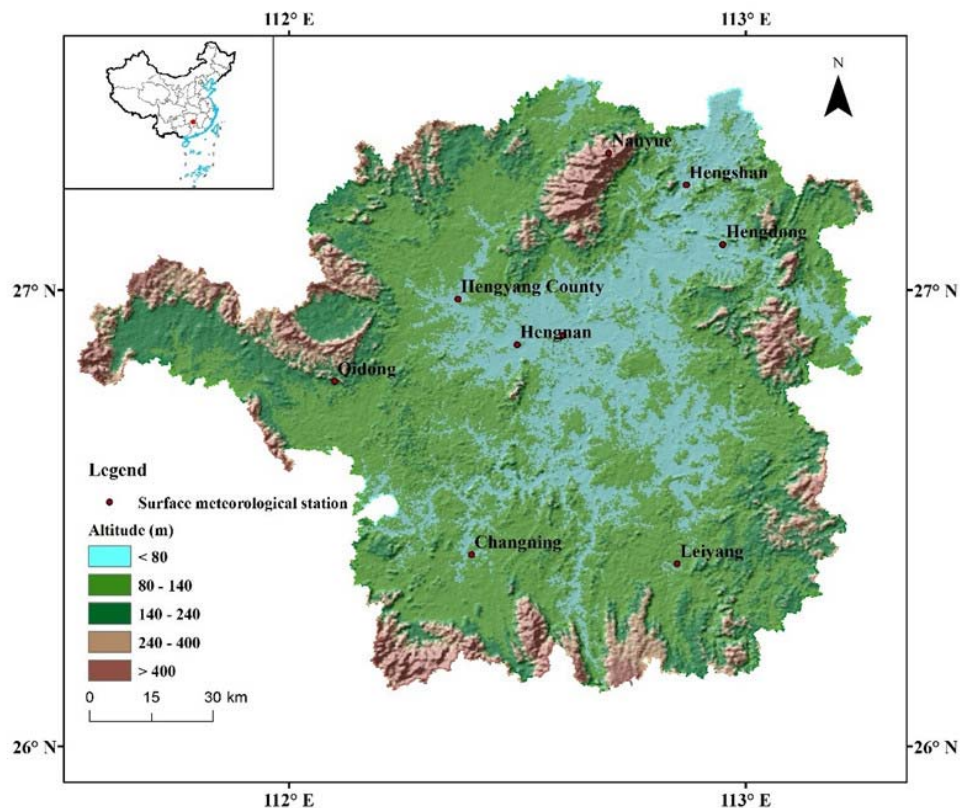 112° E
113° E
N
Nanyue
Hengshan
Hengdong
27° N
27° N
Hengyang County
Hengnan
Qidong
Legend
Surface meteorological station
Altitude (m)
< 80
80 - 140
140 - 240
240 - 400
> 400
Changning
Leiyang
0 15 30 km
26° N
26° N
112° E
113° E